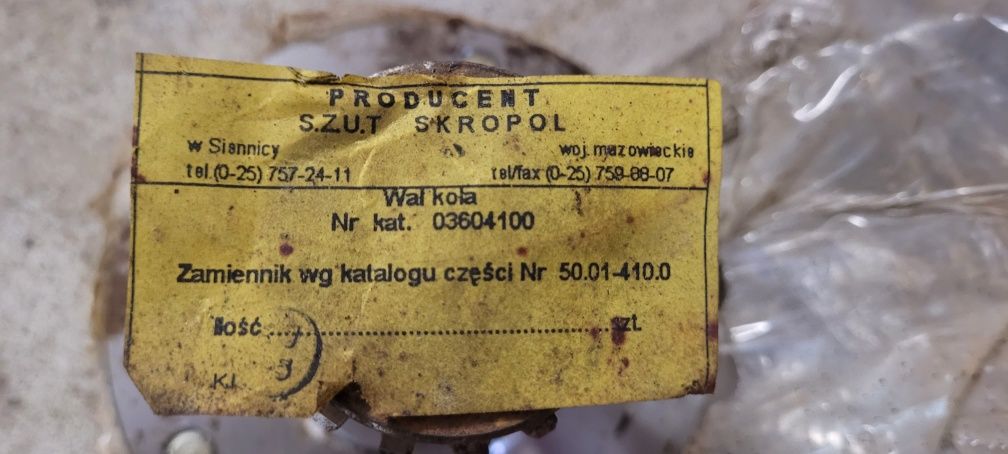 PRODUCENT
S.Z.U.T SKROPOL
w Siennicy woj. mazowieckie
tel.(0-25) 757-24-11 tel/fax (0-25) 759-88-07
Wał koła
Nr kat. 03604100
Zamiennik wg katalogu części Nr 50.01-410.0
Ilość ........................................ szt.
K.J. 3